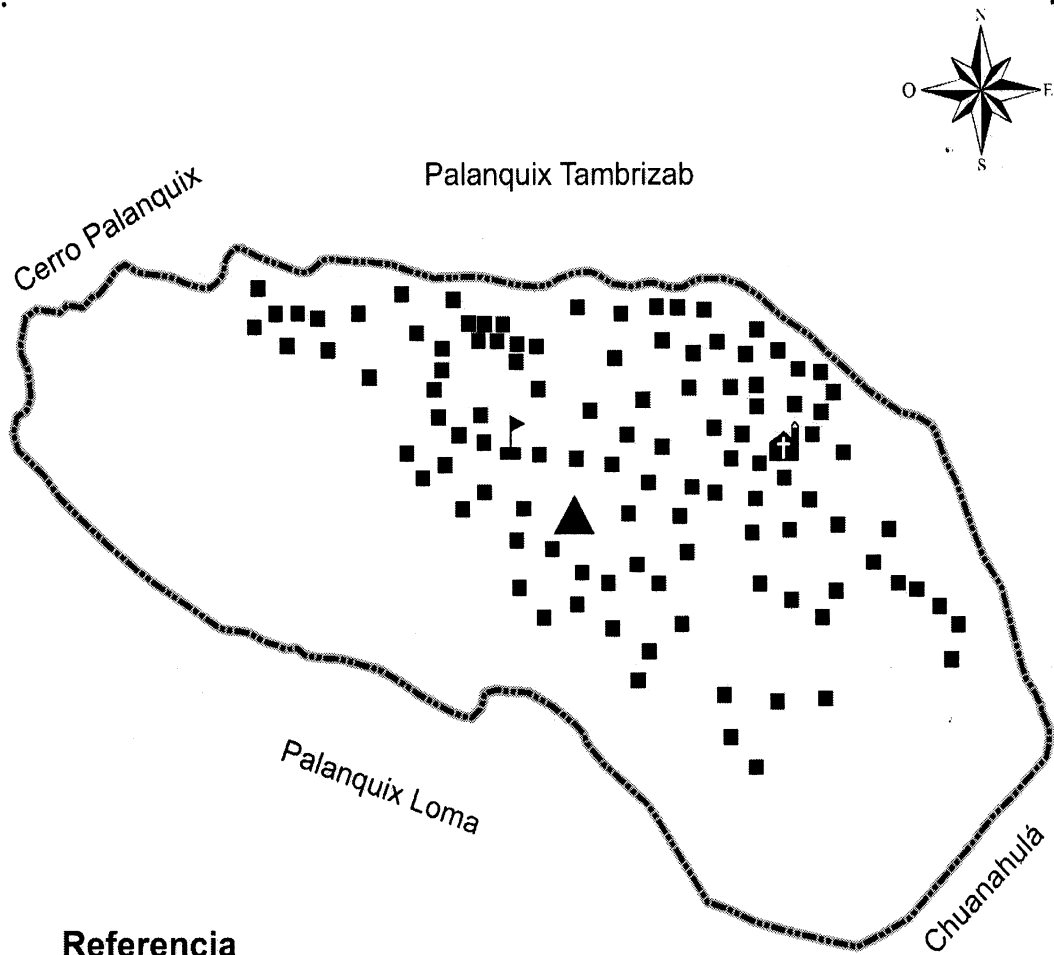 N
O
E
S
Palanquix Tambrizab
Cerro Palanquix
Palanquix Loma
Chuanahulá
Referencia